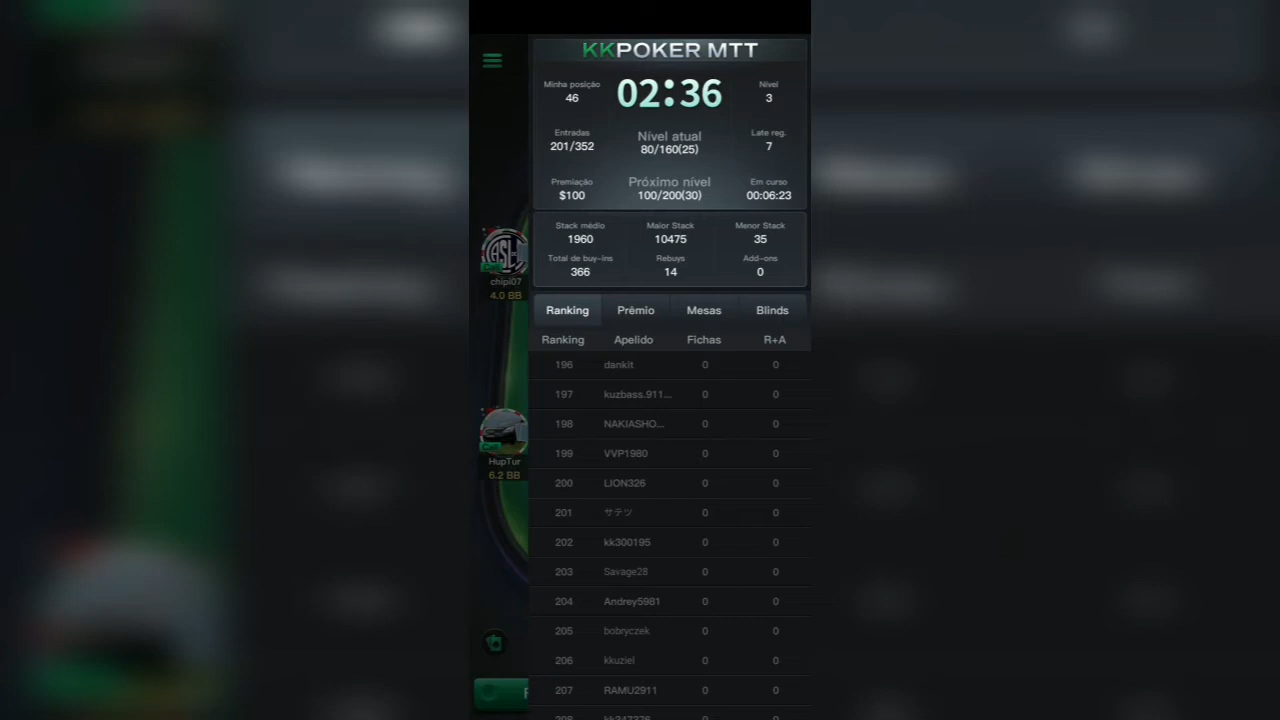 KKPOKER MTT
Minha posição
46
02:36
Nível
3
Entradas
201/352
Nível atual
80/160(25)
Late reg.
7
Premiação
$100
Próximo nível
100/200(30)
Em curso
00:06:23
Stack médio
1960
Maior Stack
10475
Menor Stack
35
Total de buy-ins
366
Rebuys
14
Add-ons
0
Ranking Prêmio Mesas Blinds
Ranking Apelido Fichas R+A
196 dankit 0 0
197 kuzbass.911... 0 0
198 NAKIASHO... 0 0
199 VVP1980 0 0
200 LION326 0 0
201 サテツ 0 0
202 kk300195 0 0
203 Savage28 0 0
204 Andrey5981 0 0
205 bobryczek 0 0
206 kkuziel 0 0
207 RAMU2911 0 0
CASL
Call
chipi07
4.0 BB
Call
HupTur
6.2 BB